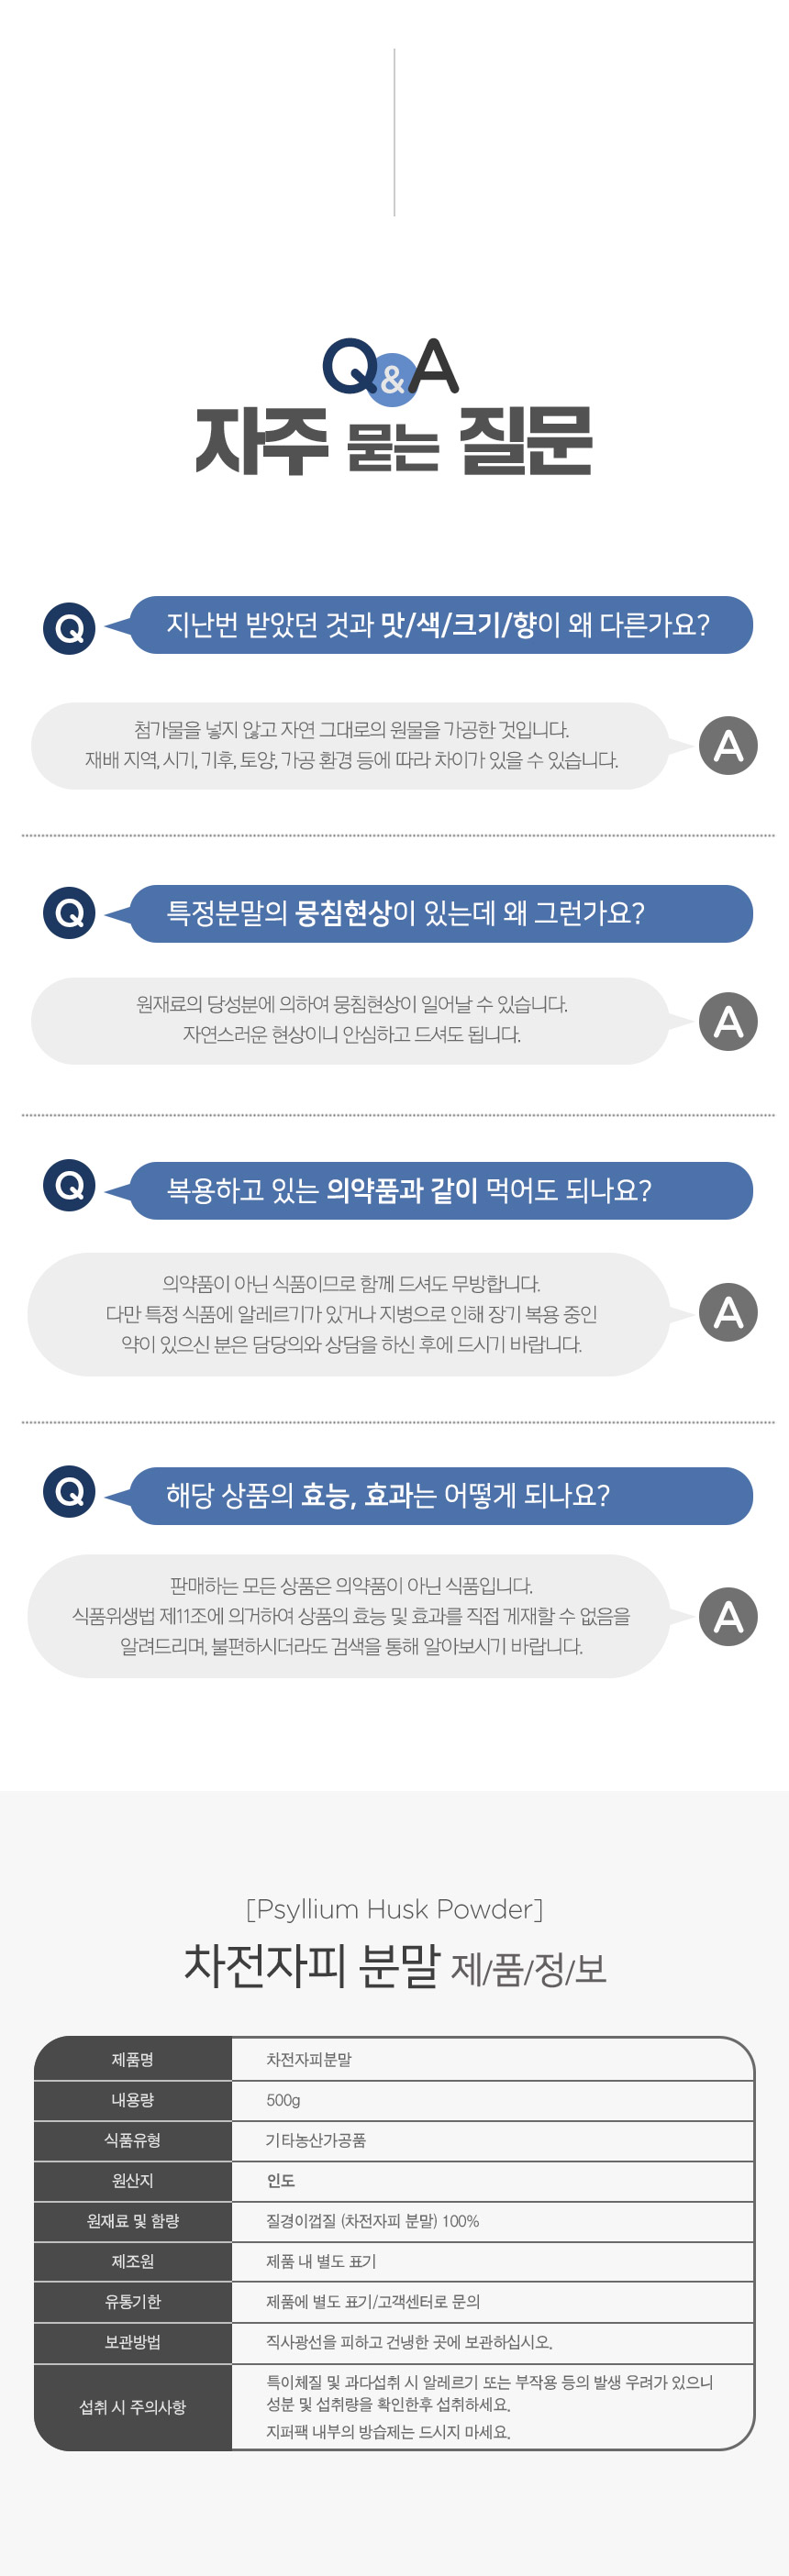 Q&A
자주 묻는 질문
Q
지난번 받았던 것과 맛/색/크기/향이 왜 다른가요?
첨가물을 넣지 않고 자연 그대로의 원물을 가공한 것입니다.
재배 지역, 시기, 기후, 토양, 가공 환경 등에 따라 차이가 있을 수 있습니다.
A
Q
특정분말의 뭉침현상이 있는데 왜 그런가요?
원재료의 당성분에 의하여 뭉침현상이 일어날 수 있습니다.
자연스러운 현상이니 안심하고 드셔도 됩니다.
A
Q
복용하고 있는 의약품과 같이 먹어도 되나요?
의약품이 아닌 식품이므로 함께 드셔도 무방합니다.
다만 특정 식품에 알레르기가 있거나 지병으로 인해 장기 복용 중인
약이 있으신 분은 담당의와 상담을 하신 후에 드시기 바랍니다.
A
Q
해당 상품의 효능, 효과는 어떻게 되나요?
판매하는 모든 상품은 의약품이 아닌 식품입니다.
식품위생법 제11조에 의거하여 상품의 효능 및 효과를 직접 게재할 수 없음을
알려드리며, 불편하시더라도 검색을 통해 알아보시기 바랍니다.
A
[Psyllium Husk Powder]
차전자피 분말 제/품/정/보
제품명 차전자피분말
내용량 500g
식품유형 기타농산가공품
원산지 인도
원재료 및 함량 질경이껍질 (차전자피 분말) 100%
제조원 제품 내 별도 표기
유통기한 제품에 별도 표기/고객센터로 문의
보관방법 직사광선을 피하고 건냉한 곳에 보관하십시오.
섭취 시 주의사항 특이체질 및 과다섭취 시 알레르기 또는 부작용 등의 발생 우려가 있으니
성분 및 섭취량을 확인한후 섭취하세요.
지퍼팩 내부의 방습제는 드시지 마세요.